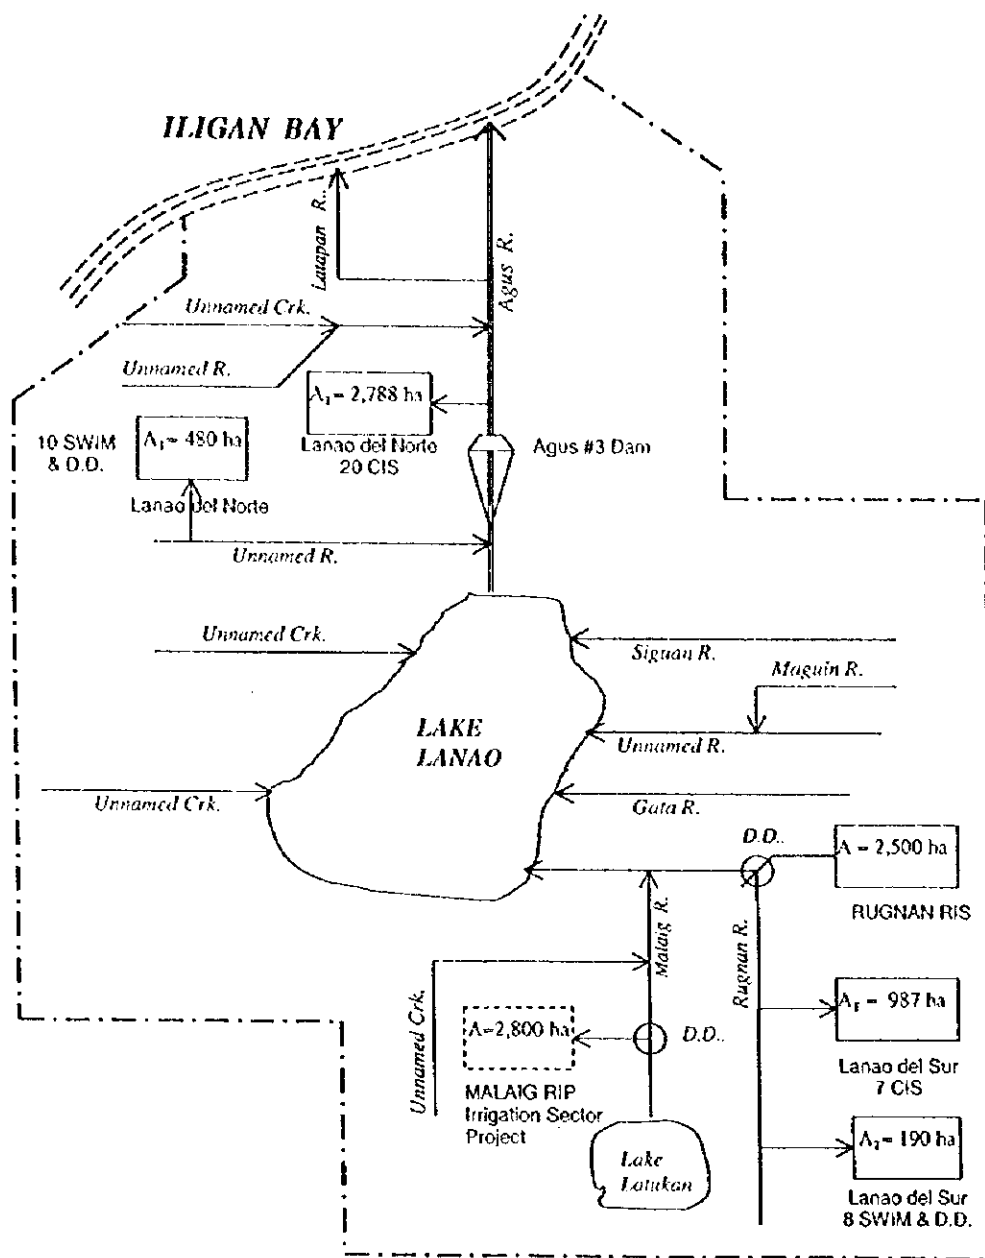 ILIGAN BAY
Latapan R..
Agus R.
Unnamed Crk.
Unnamed R.
A₁= 2,788 ha
Lanao del Norte
20 CIS
10 SWIM
& D.D.
A₁= 480 ha
Lanao del Norte
Agus #3 Dam
Unnamed R.
Unnamed Crk.
Siguan R.
Maguin R.
LAKE
LANAO
Unnamed R.
Unnamed Crk.
Gata R.
D.D..
A = 2,500 ha
RUGNAN RIS
Malaig R.
Rugnan R.
Unnamed Crk.
A=2,800 ha
D.D..
MALAIG RIP
Irrigation Sector
Project
A₁= 987 ha
Lanao del Sur
7 CIS
Lake
Latukan
A₂= 190 ha
Lanao del Sur
8 SWIM & D.D.